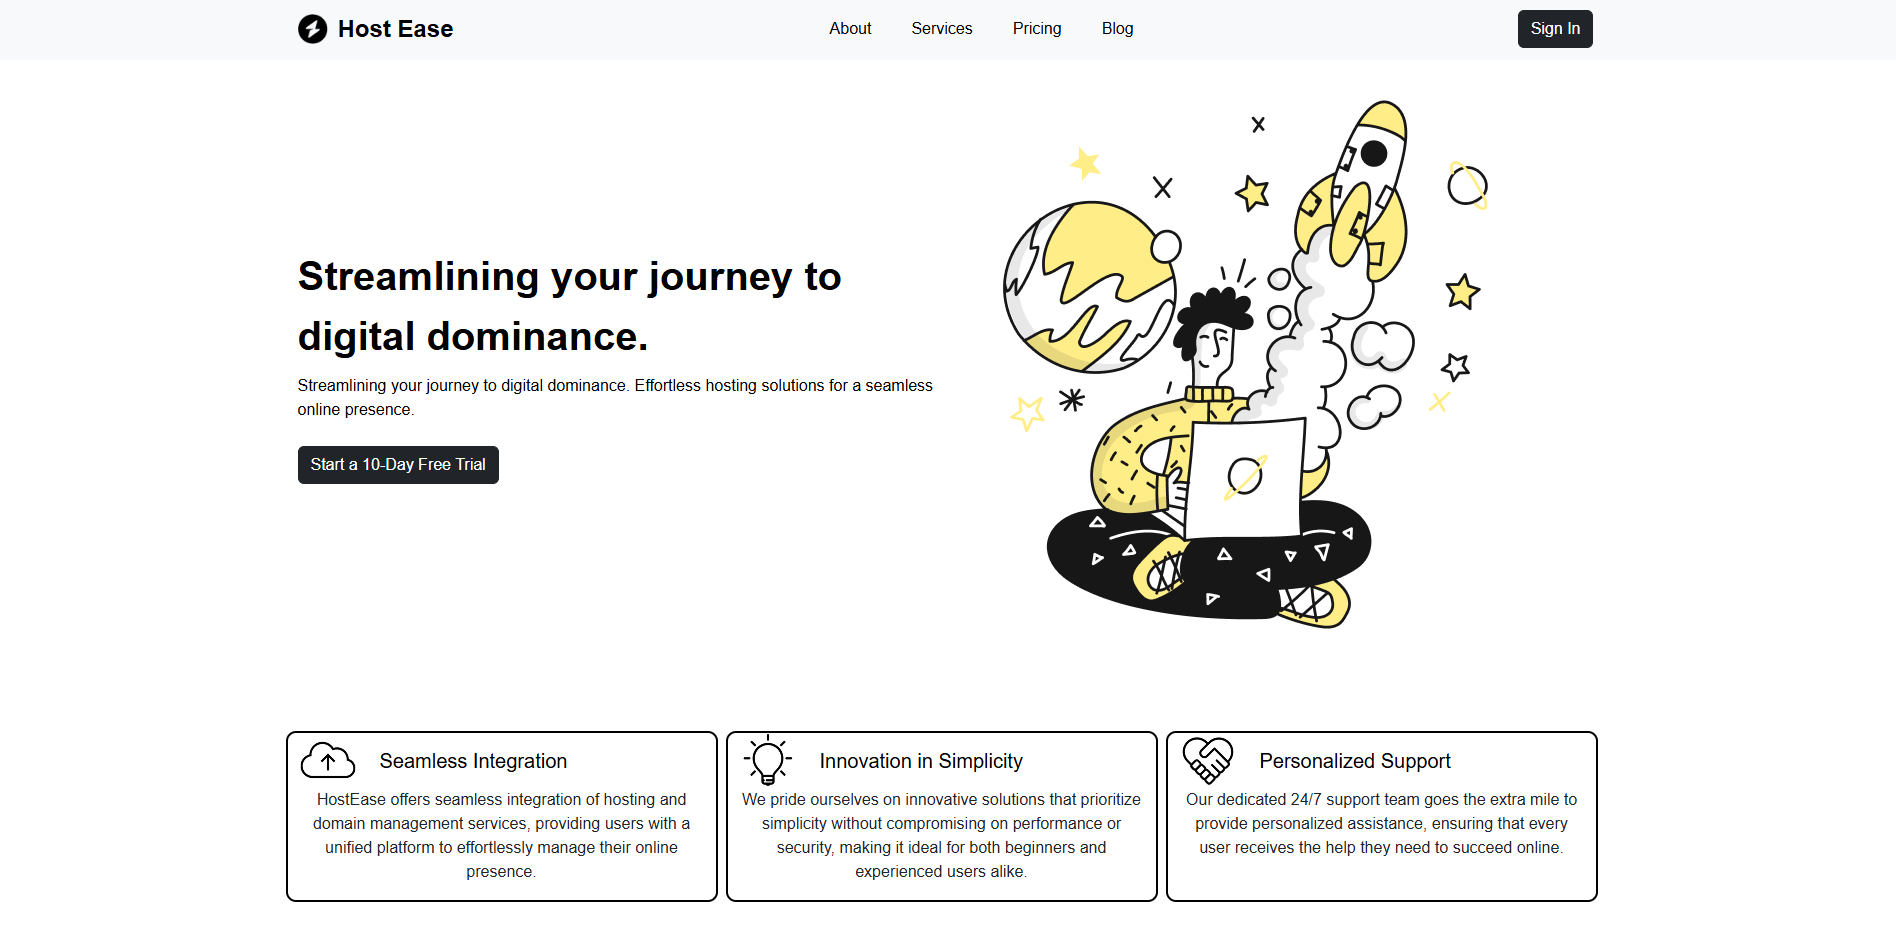 Host Ease
About
Services
Pricing
Blog
Sign In
Streamlining your journey to
digital dominance.
Streamlining your journey to digital dominance. Effortless hosting solutions for a seamless
online presence.
Start a 10-Day Free Trial
Seamless Integration
HostEase offers seamless integration of hosting and
domain management services, providing users with a
unified platform to effortlessly manage their online
presence.
Innovation in Simplicity
We pride ourselves on innovative solutions that prioritize
simplicity without compromising on performance or
security, making it ideal for both beginners and
experienced users alike.
Personalized Support
Our dedicated 24/7 support team goes the extra mile to
provide personalized assistance, ensuring that every
user receives the help they need to succeed online.